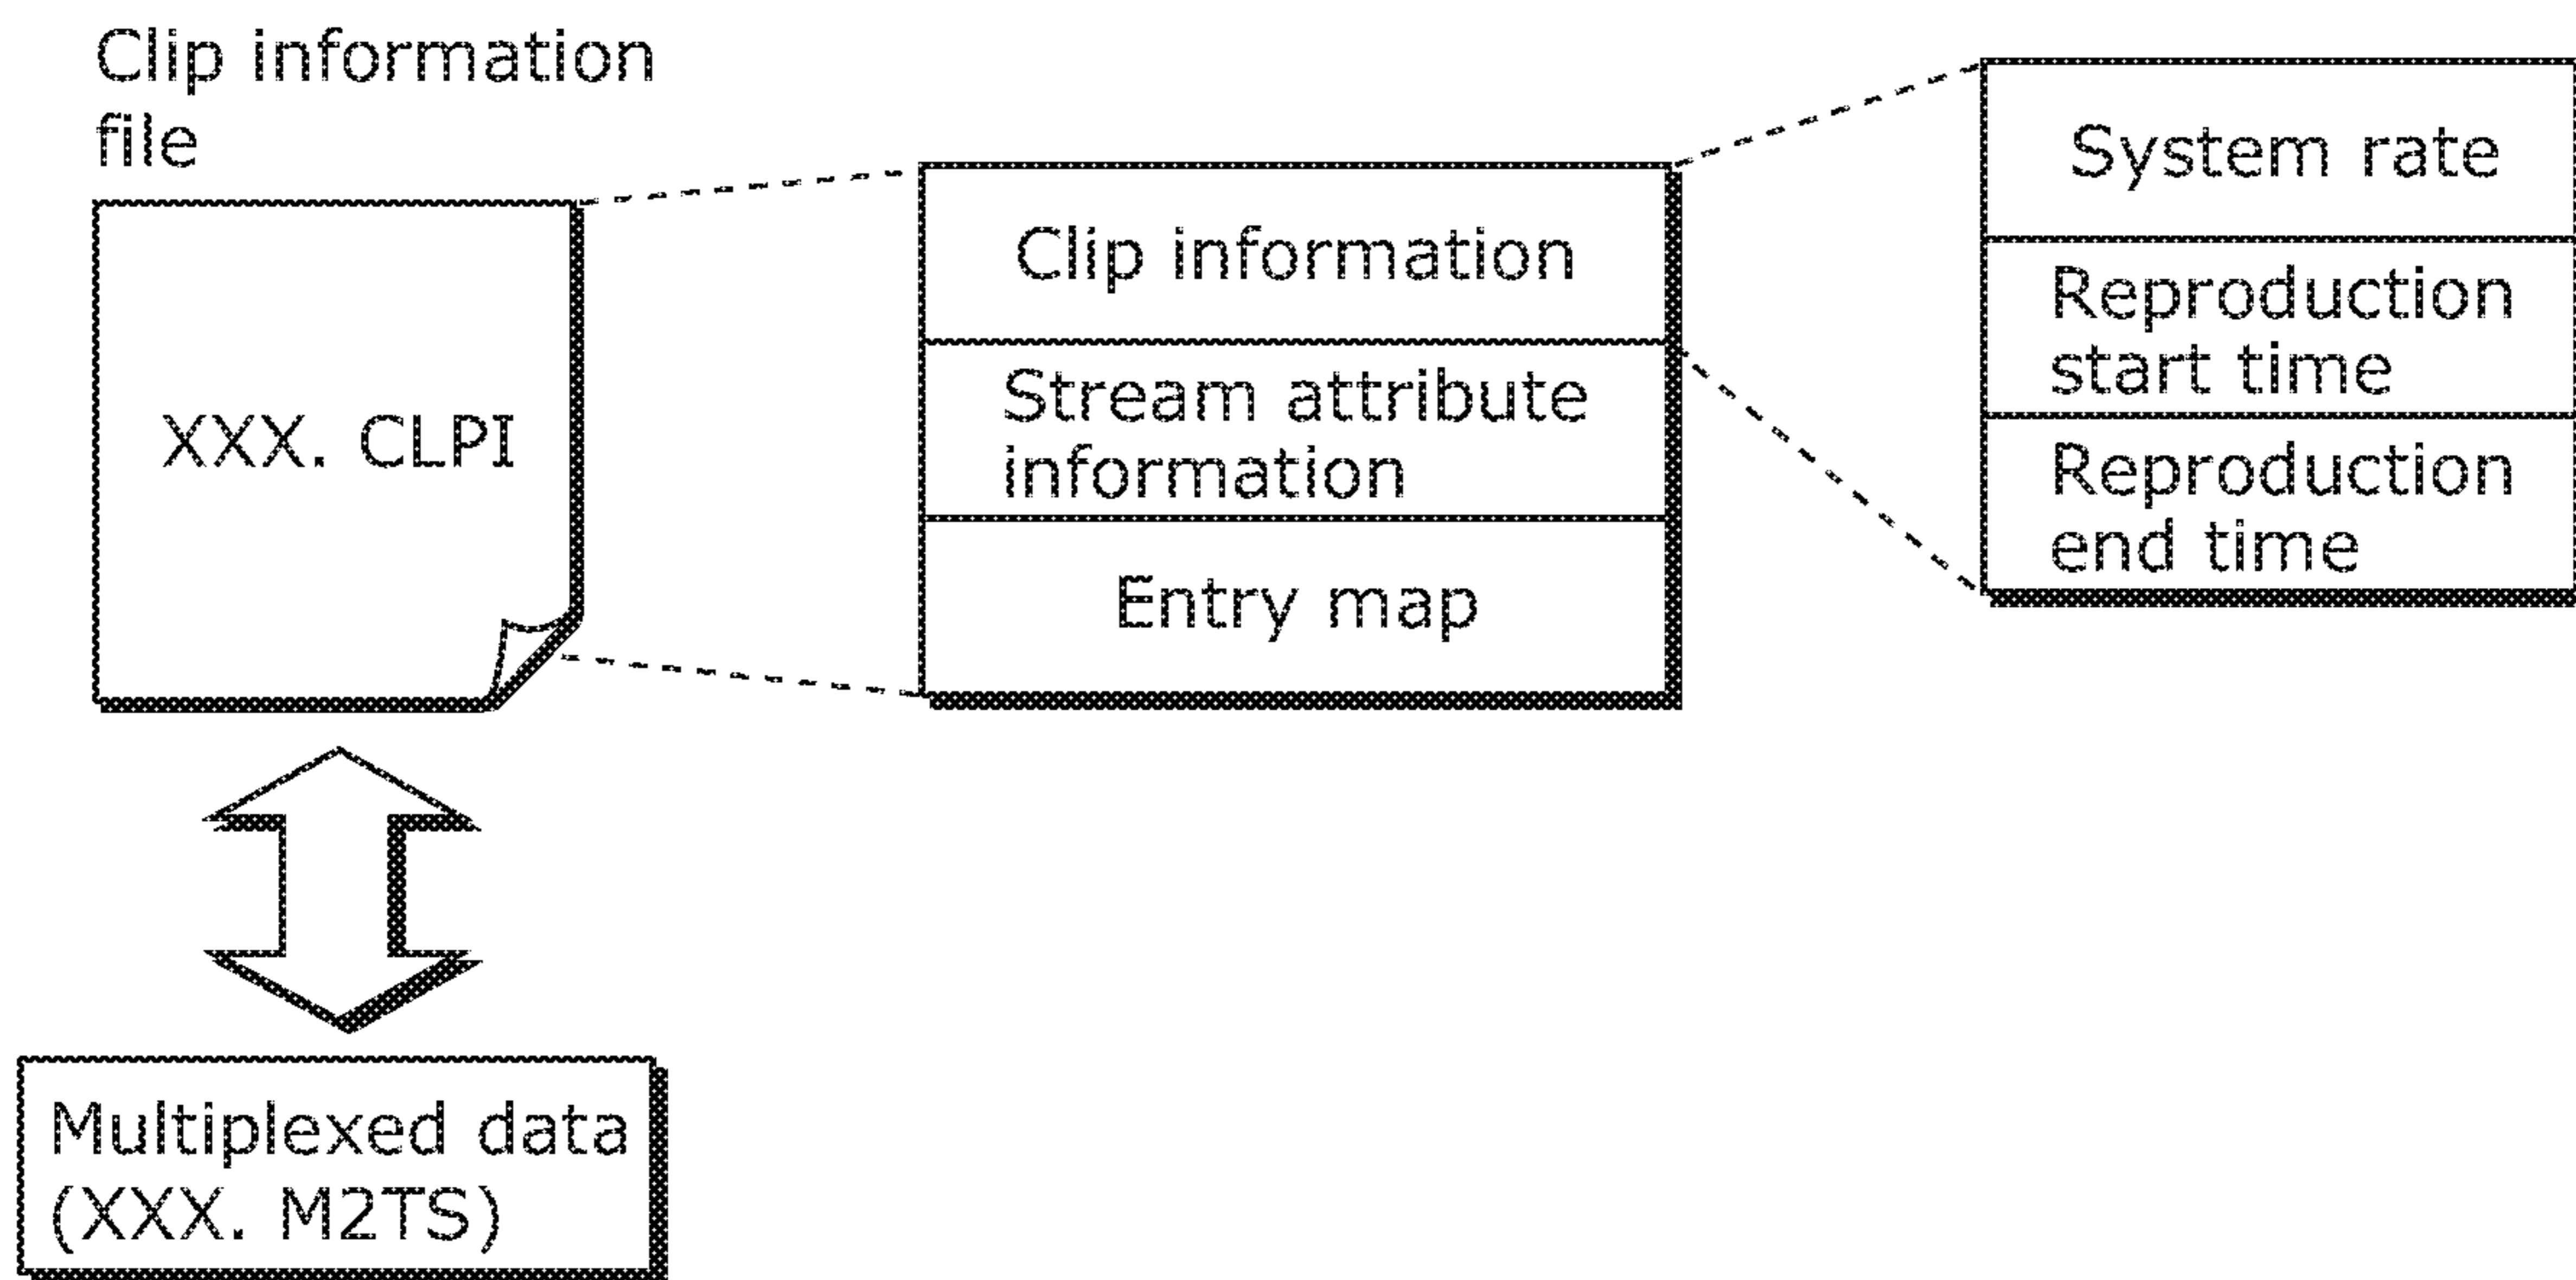 Clip information
file
XXX. CLPI
Clip information
Stream attribute
information
Entry map
System rate
Reproduction
start time
Reproduction
end time
Multiplexed data
(XXX. M2TS)